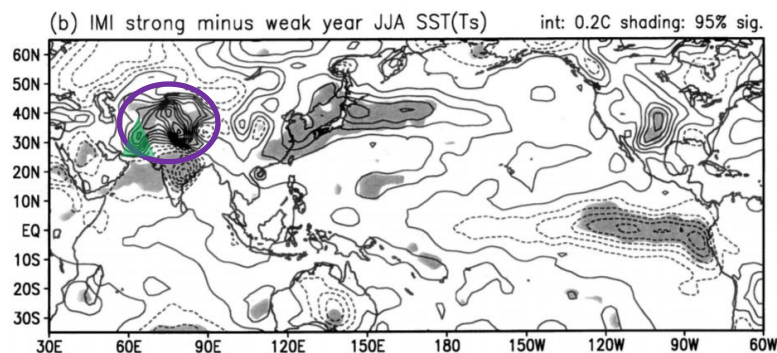 (b) IMI strong minus weak year JJA SST(Ts) int: 0.2C shading: 95% sig.
60N
50N
40N
30N
20N
10N
EQ
10S
20S
30S
30E 60E 90E 120E 150E 180E 150W 120W 90W 60W